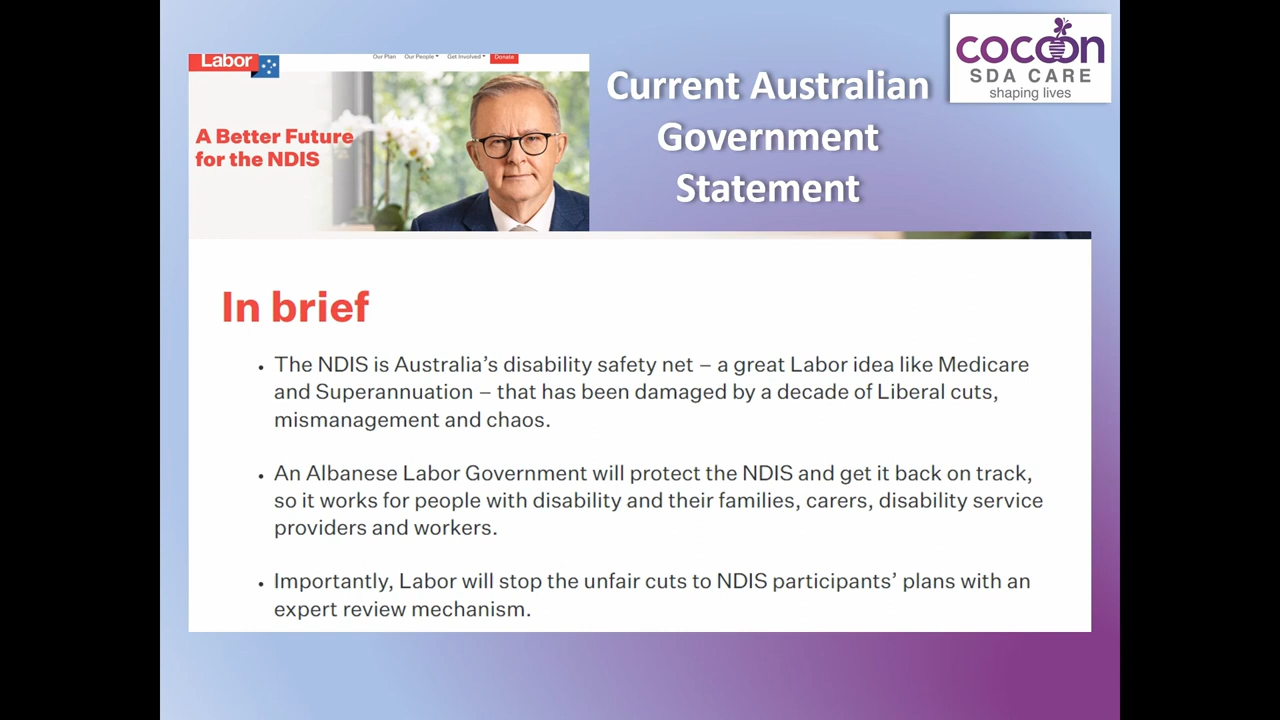 Labor
Our Plan Our People Get Involved Donate
A Better Future
for the NDIS
Current Australian
Government
Statement
cocoon
SDA CARE
shaping lives
In brief
• The NDIS is Australia’s disability safety net – a great Labor idea like Medicare
and Superannuation – that has been damaged by a decade of Liberal cuts,
mismanagement and chaos.
• An Albanese Labor Government will protect the NDIS and get it back on track,
so it works for people with disability and their families, carers, disability service
providers and workers.
• Importantly, Labor will stop the unfair cuts to NDIS participants’ plans with an
expert review mechanism.